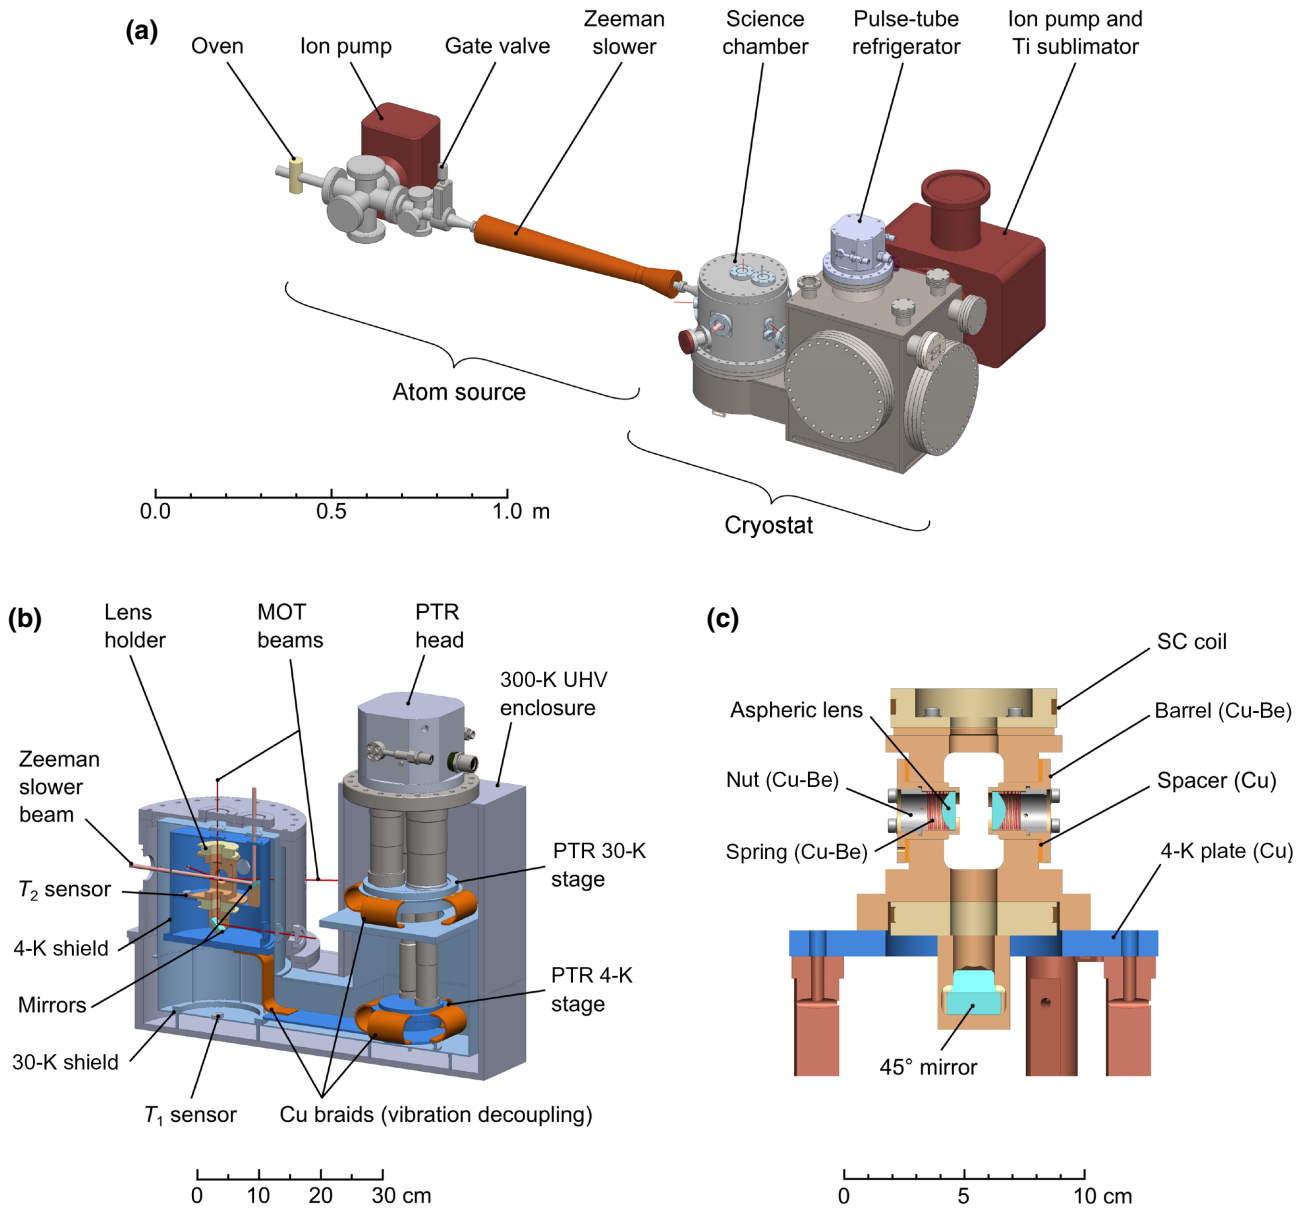 (a)
Oven
Ion pump
Gate valve
Zeeman
slower
Science
chamber
Pulse-tube
refrigerator
Ion pump and
Ti sublimator
Atom source
Cryostat
0.0 0.5 1.0 m
(b)
Lens
holder
MOT
beams
PTR
head
300-K UHV
enclosure
Zeeman
slower
beam
T2 sensor
4-K shield
Mirrors
30-K shield
T1 sensor
Cu braids (vibration decoupling)
PTR 30-K
stage
PTR 4-K
stage
0 10 20 30 cm
(c)
SC coil
Aspheric lens
Barrel (Cu-Be)
Nut (Cu-Be)
Spacer (Cu)
Spring (Cu-Be)
4-K plate (Cu)
45° mirror
0 5 10 cm